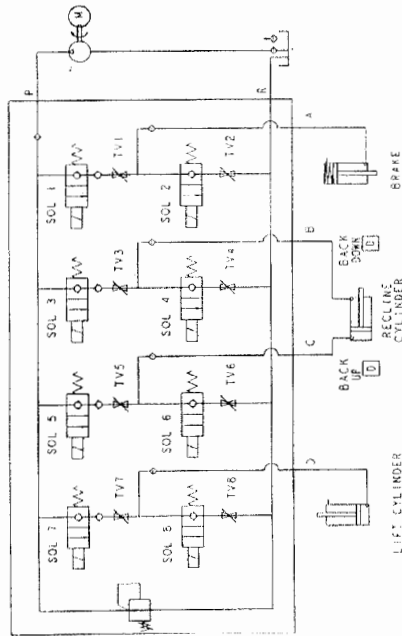 M
P
R
SOL 1
TV1
SOL 2
TV2
A
BRAKE
SOL 3
TV3
SOL 4
TV4
B
BACK
DOWN
D
SOL 5
TV5
SOL 6
TV6
C
BACK
UP
D
RECLINE
CYLINDER
SOL 7
TV7
SOL 8
TV8
D
LIFT CYLINDER